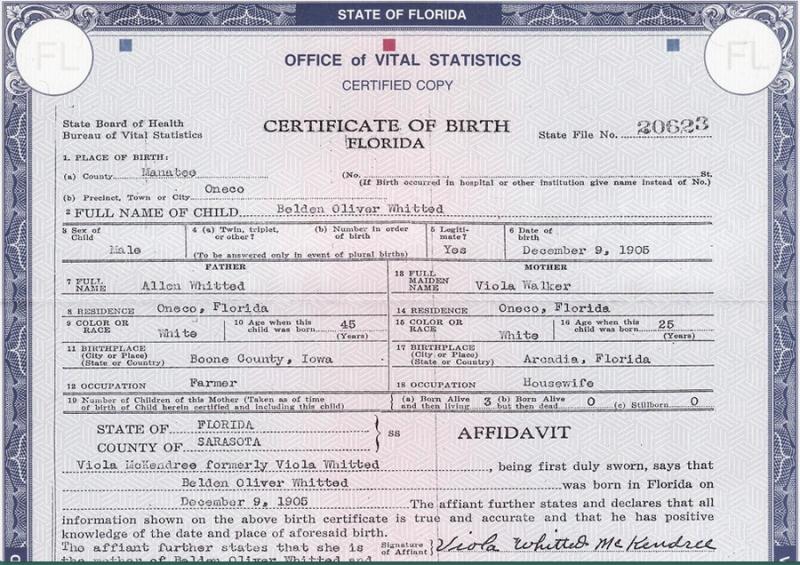 STATE OF FLORIDA
FL
FL
OFFICE of VITAL STATISTICS
CERTIFIED COPY
State Board of Health
Bureau of Vital Statistics
CERTIFICATE OF BIRTH
FLORIDA
State File No. 20623
1. PLACE OF BIRTH:
(a) County Manatee (No. St.
(If Birth occurred in hospital or other institution give name instead of No.)
(b) Precinct, Town or City Oneco
2 FULL NAME OF CHILD Belden Oliver Whitted
3 Sex of Child Male
4 (a) Twin, triplet, or other? (b) Number in order of birth
(To be answered only in event of plural births)
5 Legiti- mate? Yes
6 Date of birth December 9, 1905
FATHER
MOTHER
7 FULL NAME Allen Whitted
13 FULL MAIDEN NAME Viola Walker
8 RESIDENCE Oneco, Florida
14 RESIDENCE Oneco, Florida
9 COLOR OR RACE White
10 Age when this child was born 45 (Years)
15 COLOR OR RACE White
16 Age when this child was born 25 (Years)
11 BIRTHPLACE (City or Place) (State or Country) Boone County, Iowa
17 BIRTHPLACE (City or Place) (State or Country) Arcadia, Florida
12 OCCUPATION Farmer
18 OCCUPATION Housewife
19 Number of Children of this Mother (Taken as of time of birth of Child herein certified and including this child)
(a) Born Alive and then living 3 (b) Born Alive but then dead 0 (c) Stillborn 0
STATE OF FLORIDA
COUNTY OF SARASOTA
} ss
AFFIDAVIT
Viola McKendree formerly Viola Whitted, being first duly sworn, says that
Belden Oliver Whitted was born in Florida on
December 9, 1905 The affiant further states and declares that all
information shown on the above birth certificate is true and accurate and that he has positive
knowledge of the date and place of aforesaid birth.
The affiant further states that she is
the mother of Belden Oliver Whitted and
Signature of Affiant } Viola Whitted McKendree